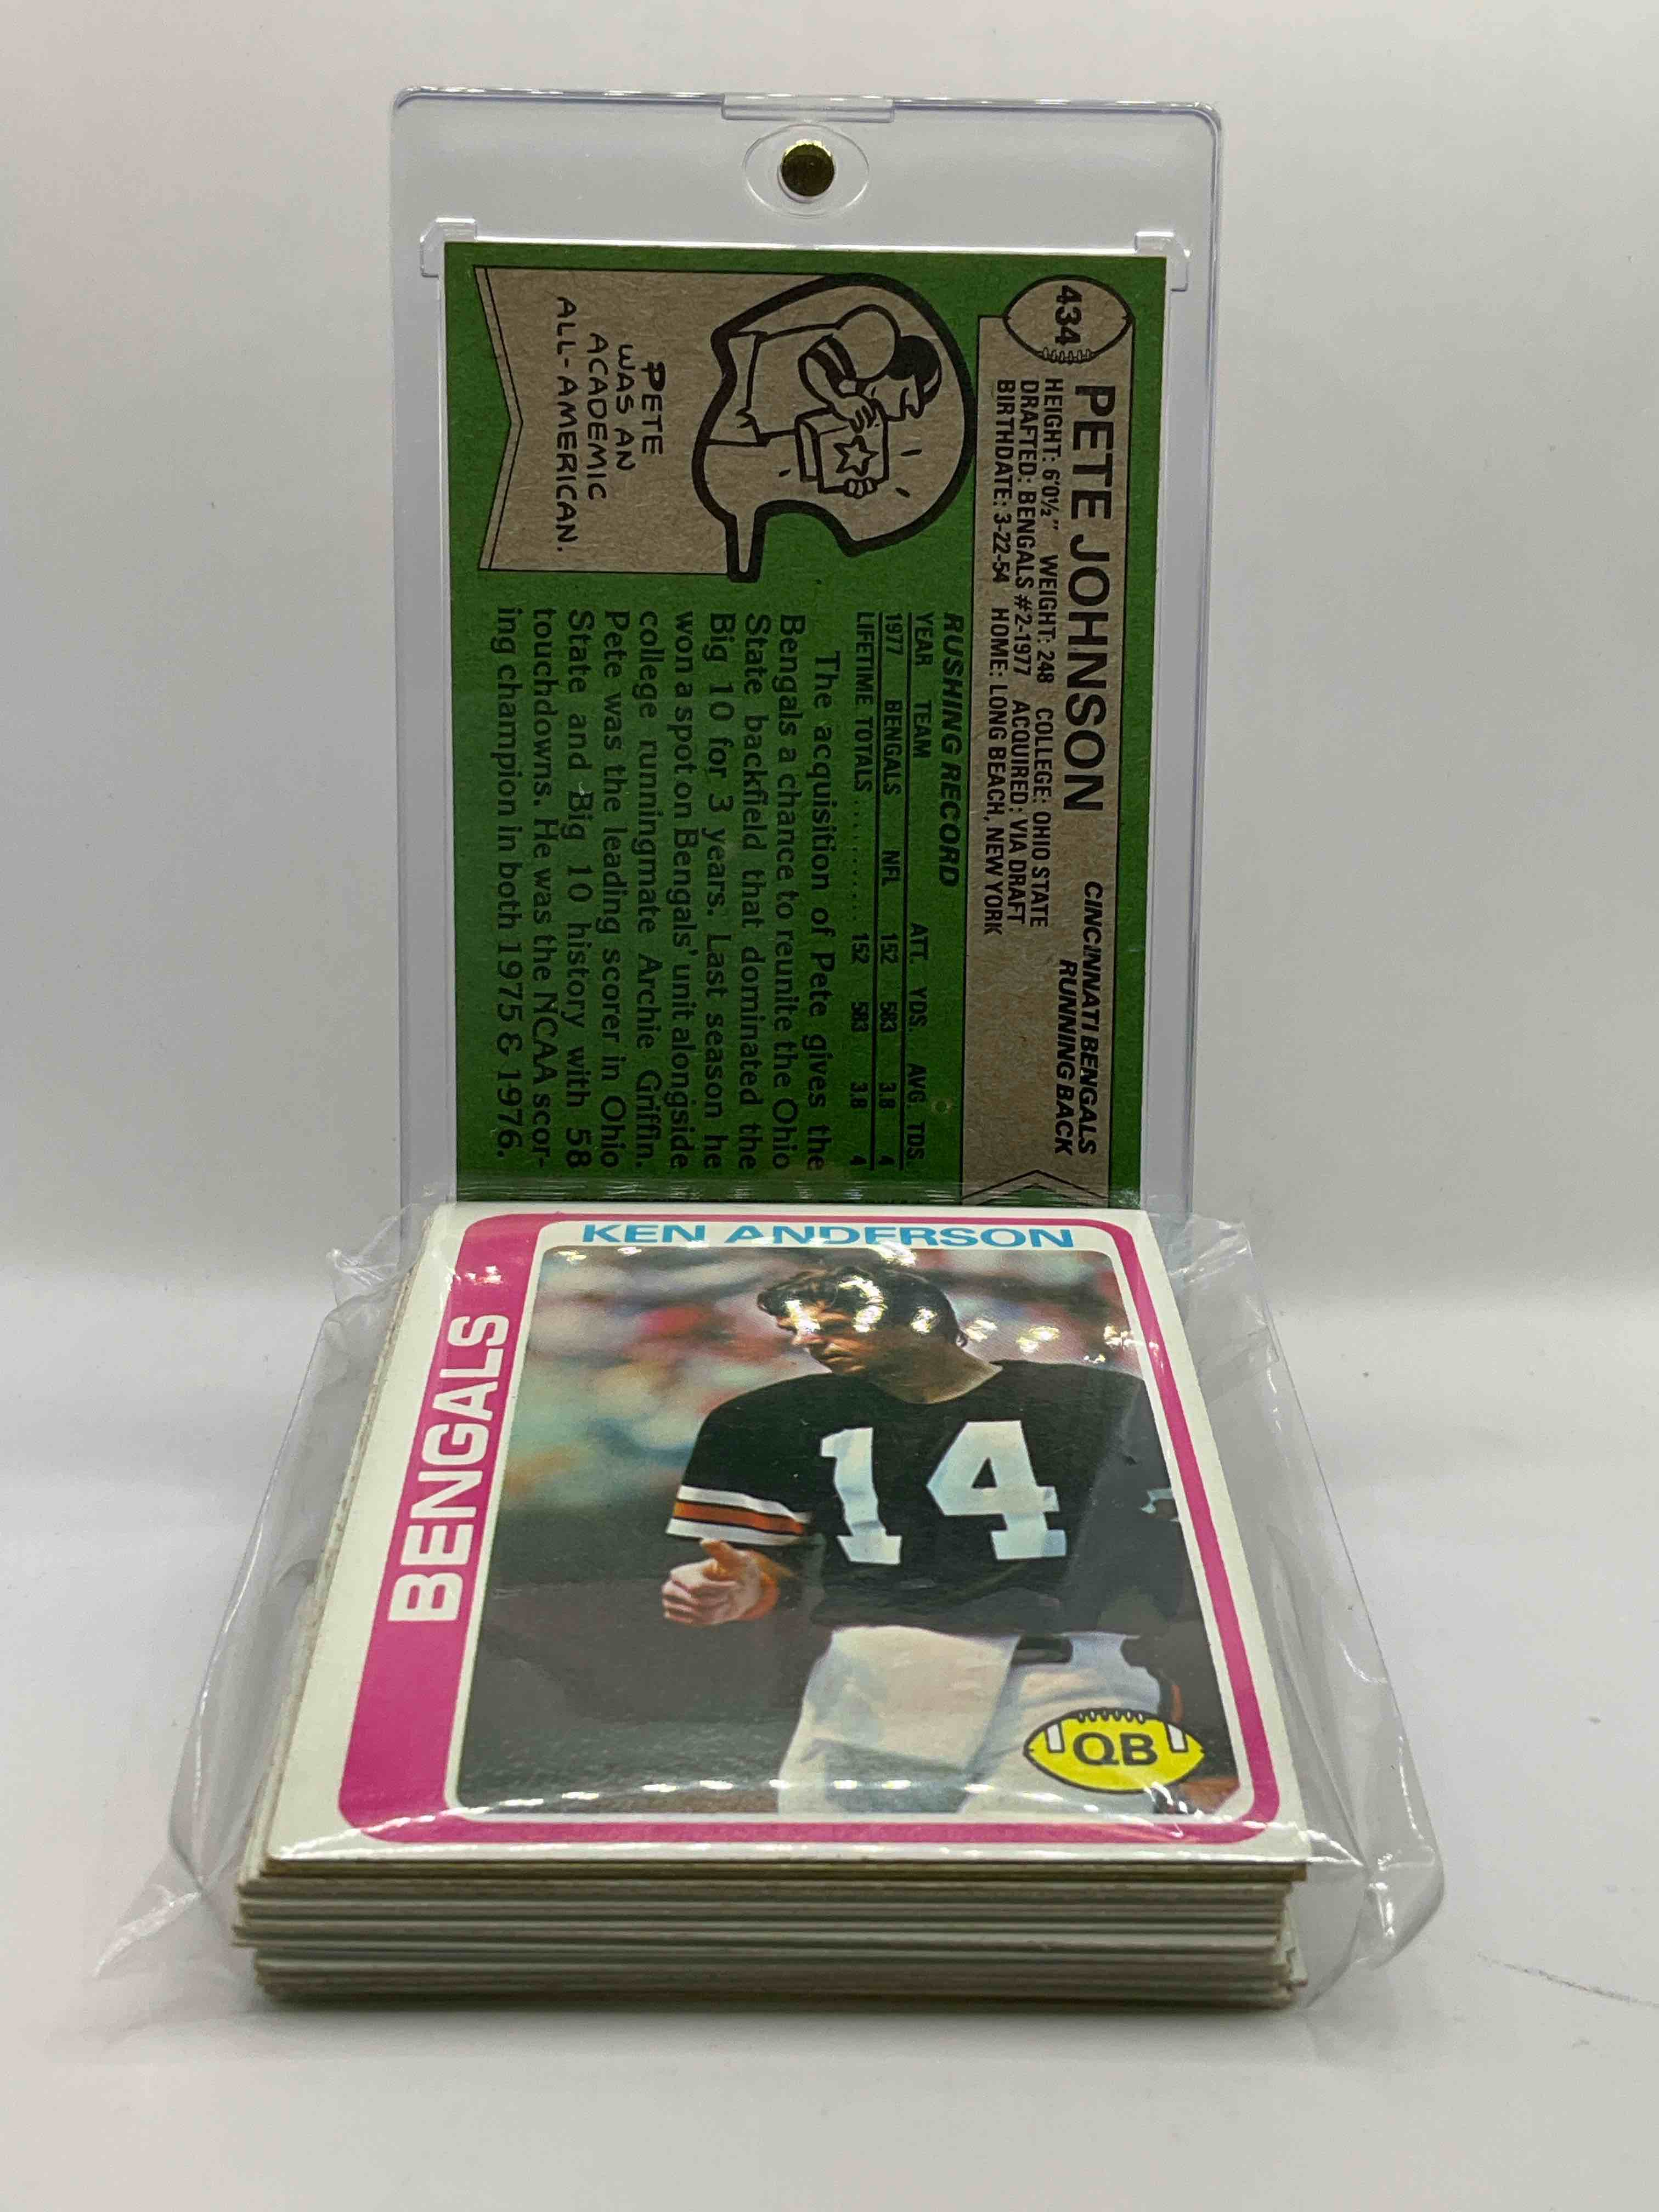 434
PETE JOHNSON
CINCINNATI BENGALS
RUNNING BACK
HEIGHT: 6'0½" WEIGHT: 248 COLLEGE: OHIO STATE
DRAFTED: BENGALS #2-1977 ACQUIRED: VIA DRAFT
BIRTHDATE: 3-22-54 HOME: LONG BEACH, NEW YORK
RUSHING RECORD
YEAR TEAM ATT. YDS. AVG. TDS.
1977 BENGALS NFL 152 583 3.8 4
LIFETIME TOTALS .......... 152 583 3.8 4
The acquisition of Pete gives the
Bengals a chance to reunite the Ohio
State backfield that dominated the
Big 10 for 3 years. Last season he
won a spot on Bengals' unit alongside
college runningmate Archie Griffin.
Pete was the leading scorer in Ohio
State and Big 10 history with 58
touchdowns. He was the NCAA scor-
ing champion in both 1975 & 1976.
PETE
WAS AN
ACADEMIC
ALL-AMERICAN.
KEN ANDERSON
BENGALS
14
QB